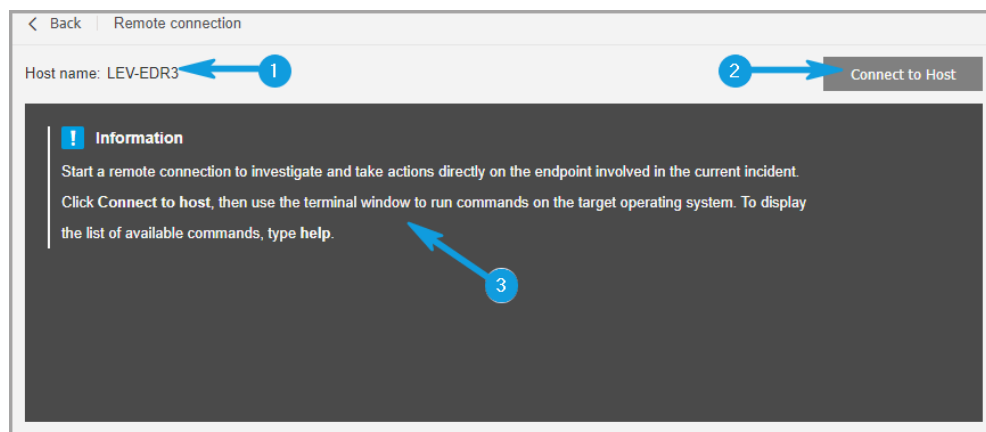 Back Remote connection
Host name: LEV-EDR3 1 2 Connect to Host
! Information
Start a remote connection to investigate and take actions directly on the endpoint involved in the current incident.
Click Connect to host, then use the terminal window to run commands on the target operating system. To display
the list of available commands, type help.
3